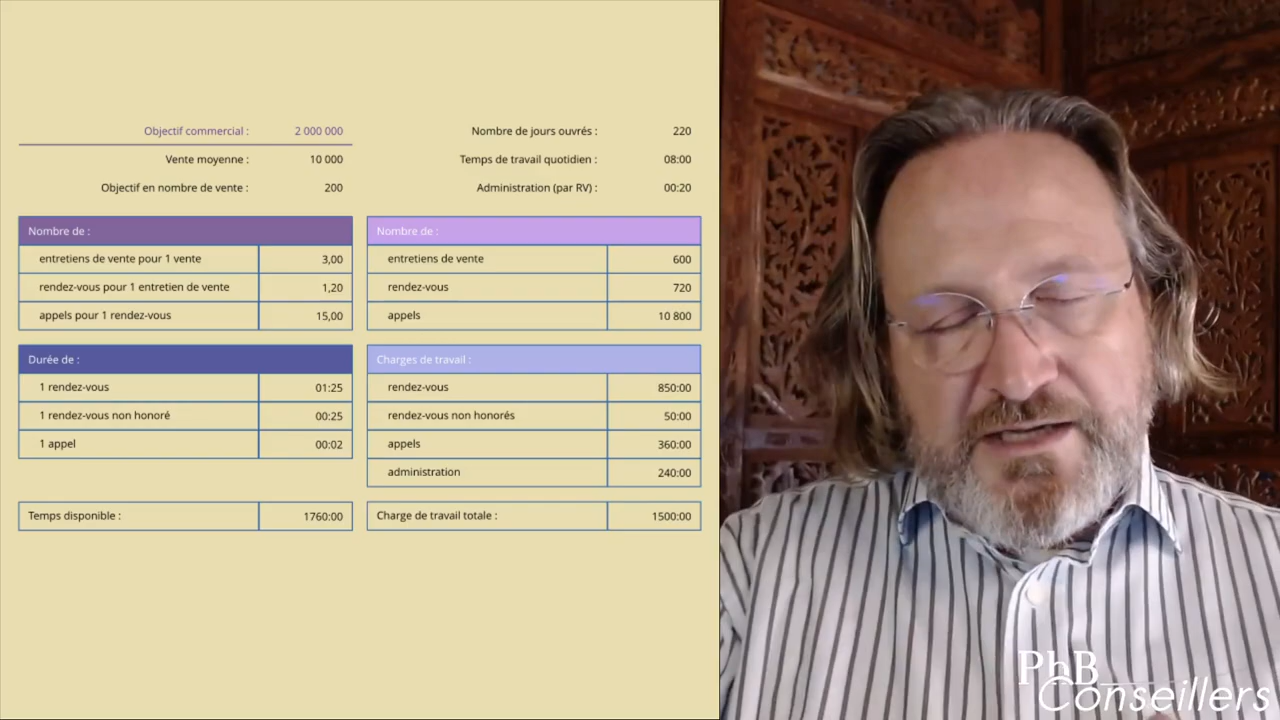 Objectif commercial : 2 000 000
Vente moyenne : 10 000
Objectif en nombre de vente : 200
Nombre de jours ouvrés : 220
Temps de travail quotidien : 08:00
Administration (par RV) : 00:20
Nombre de :
entretiens de vente pour 1 vente 3,00
rendez-vous pour 1 entretien de vente 1,20
appels pour 1 rendez-vous 15,00
Nombre de :
entretiens de vente 600
rendez-vous 720
appels 10 800
Durée de :
1 rendez-vous 01:25
1 rendez-vous non honoré 00:25
1 appel 00:02
Charges de travail :
rendez-vous 850:00
rendez-vous non honorés 50:00
appels 360:00
administration 240:00
Temps disponible : 1760:00
Charge de travail totale : 1500:00
PhB
Conseillers